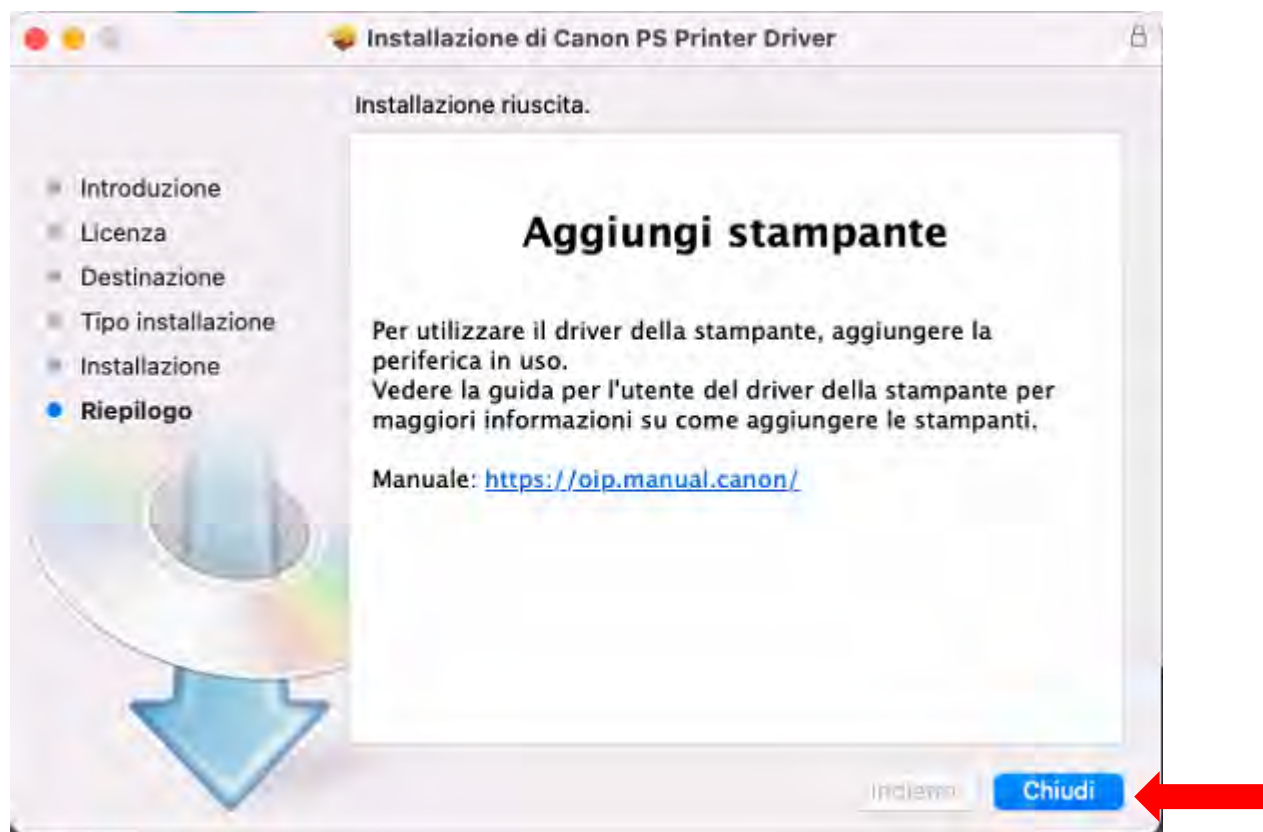 Installazione di Canon PS Printer Driver
Installazione riuscita.
Introduzione
Licenza
Destinazione
Tipo installazione
Installazione
Riepilogo
Aggiungi stampante
Per utilizzare il driver della stampante, aggiungere la
periferica in uso.
Vedere la guida per l'utente del driver della stampante per
maggiori informazioni su come aggiungere le stampanti.
Manuale: https://oip.manual.canon/
Indietro
Chiudi